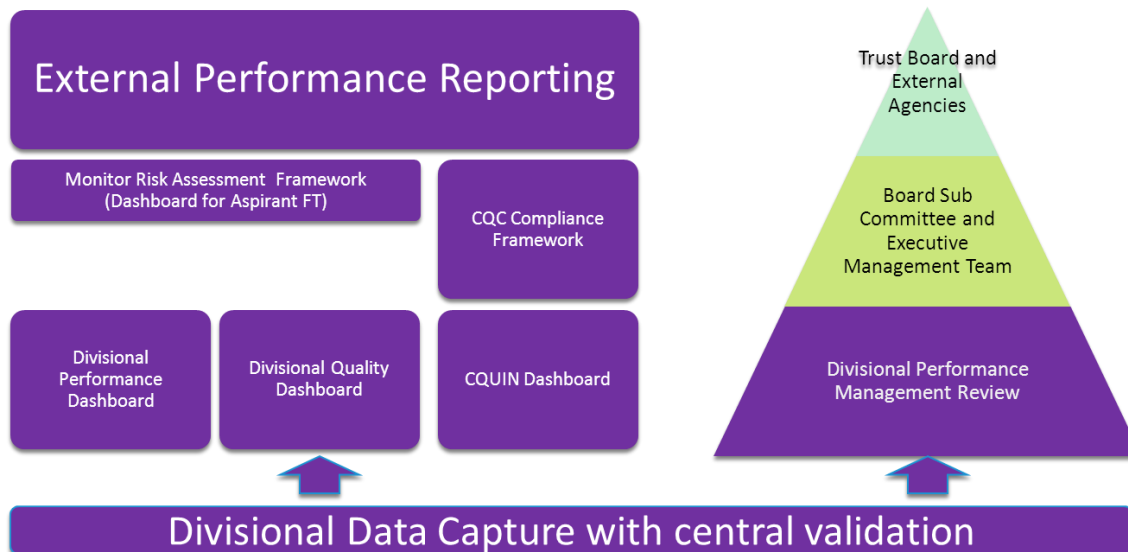 External Performance Reporting
Monitor Risk Assessment Framework
(Dashboard for Aspirant FT)
CQC Compliance
Framework
Divisional
Performance
Dashboard
Divisional Quality
Dashboard
CQUIN Dashboard
Trust Board and
External
Agencies
Board Sub
Committee and
Executive
Management Team
Divisional Performance
Management Review
Divisional Data Capture with central validation